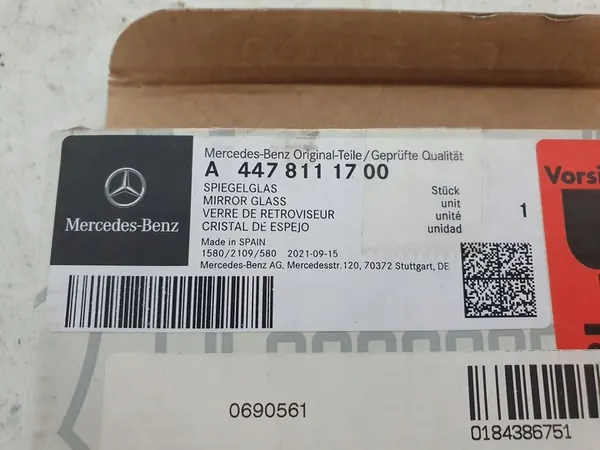 Mercedes-Benz Original-Teile/Geprüfte Qualität
A 447 811 17 00
SPIEGELGLAS
MIRROR GLASS
VERRE DE RETROVISEUR
CRISTAL DE ESPEJO
Stück
unit
unité
unidad
1
Made in SPAIN
1580/2109/580 2021-09-15
Mercedes-Benz AG, Mercedesstr.120, 70372 Stuttgart, DE
Mercedes-Benz
Vorsi
0690561
0184386751